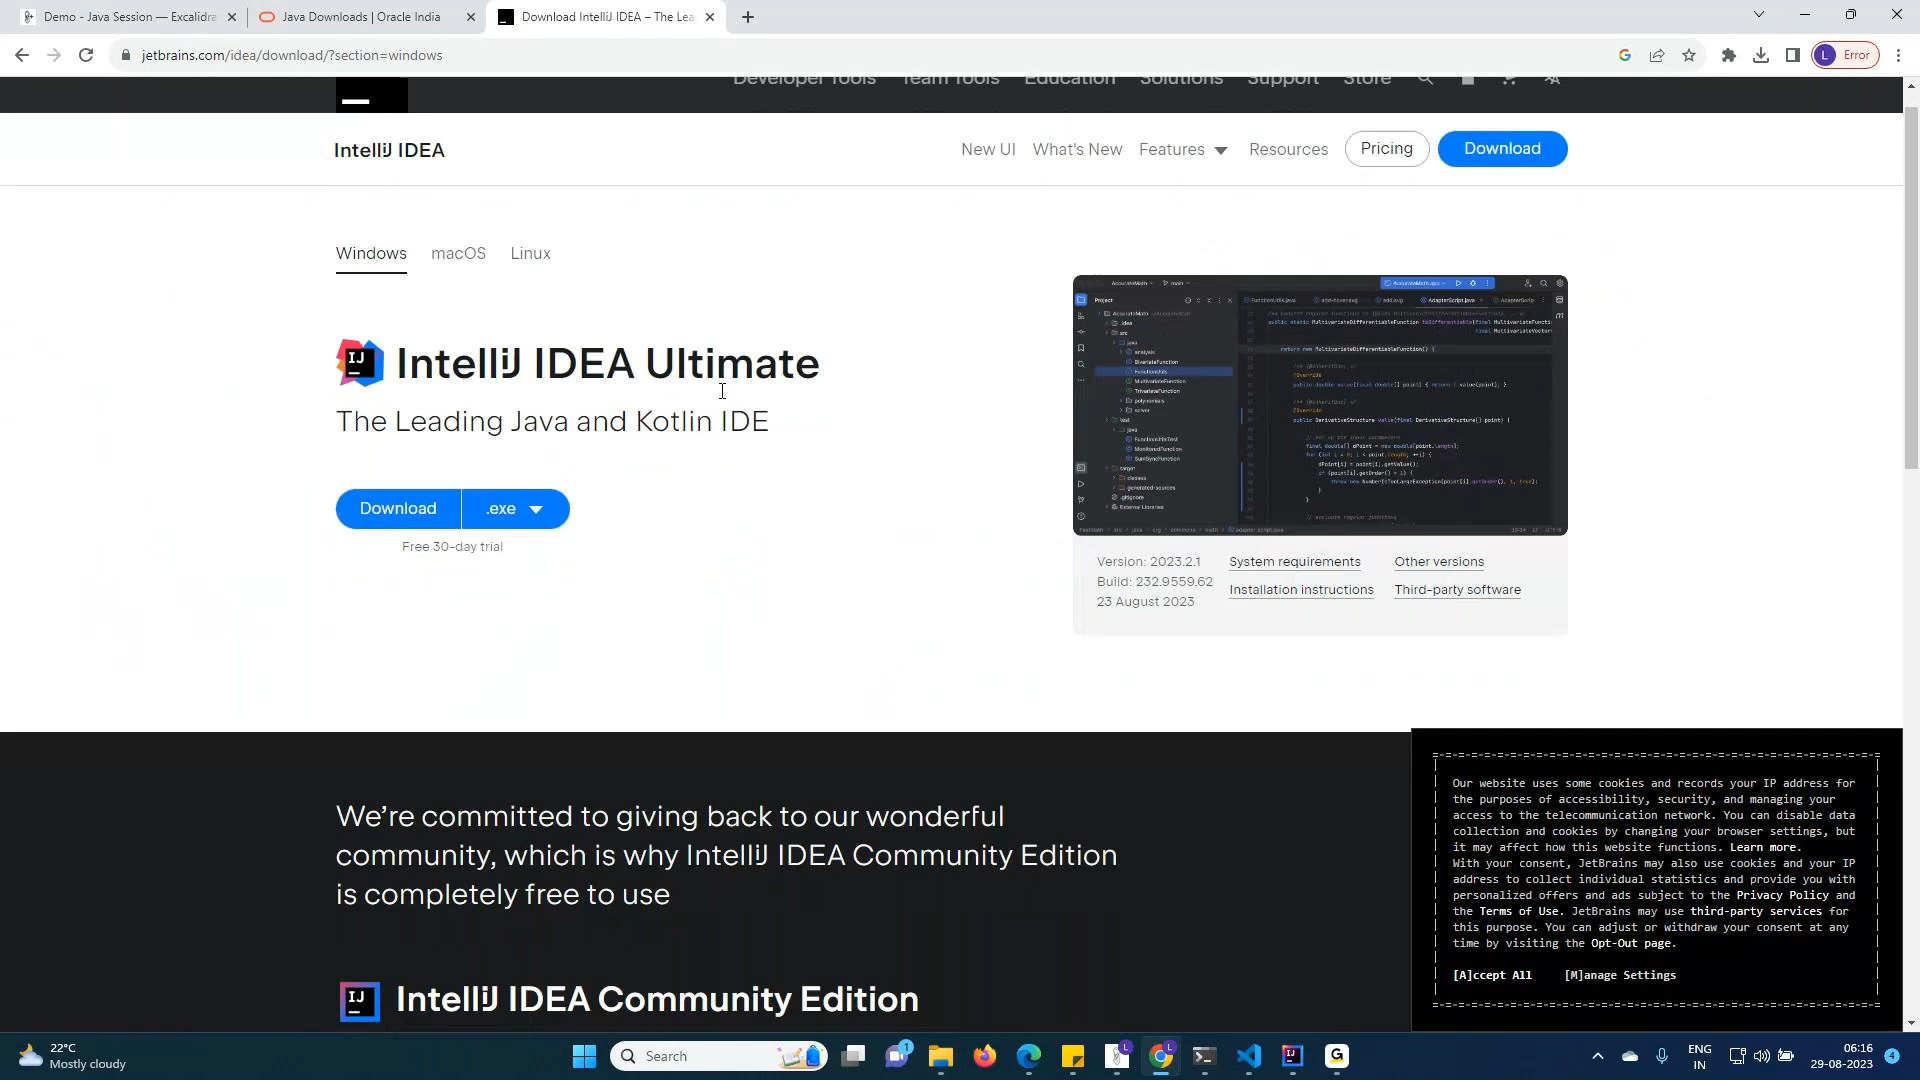 Demo - Java Session — Excalidra
Java Downloads | Oracle India
Download IntelliJ IDEA – The Lea
jetbrains.com/idea/download/?section=windows
L Error
Developer Tools Team Tools Education Solutions Support Store
IntelliJ IDEA
New UI What's New Features Resources Pricing Download
Windows macOS Linux
IJ IntelliJ IDEA Ultimate
The Leading Java and Kotlin IDE
Download .exe
Free 30-day trial
Project
FunctionUtils
Version: 2023.2.1
Build: 232.9559.62
23 August 2023
System requirements
Installation instructions
Other versions
Third-party software
We're committed to giving back to our wonderful
community, which is why IntelliJ IDEA Community Edition
is completely free to use
IJ IntelliJ IDEA Community Edition
Our website uses some cookies and records your IP address for
the purposes of accessibility, security, and managing your
access to the telecommunication network. You can disable data
collection and cookies by changing your browser settings, but
it may affect how this website functions. Learn more.
With your consent, JetBrains may also use cookies and your IP
address to collect individual statistics and provide you with
personalized offers and ads subject to the Privacy Policy and
the Terms of Use. JetBrains may use third-party services for
this purpose. You can adjust or withdraw your consent at any
time by visiting the Opt-Out page.
[A]ccept All [M]anage Settings
22°C
Mostly cloudy
Search
ENG
IN
06:16
29-08-2023
4